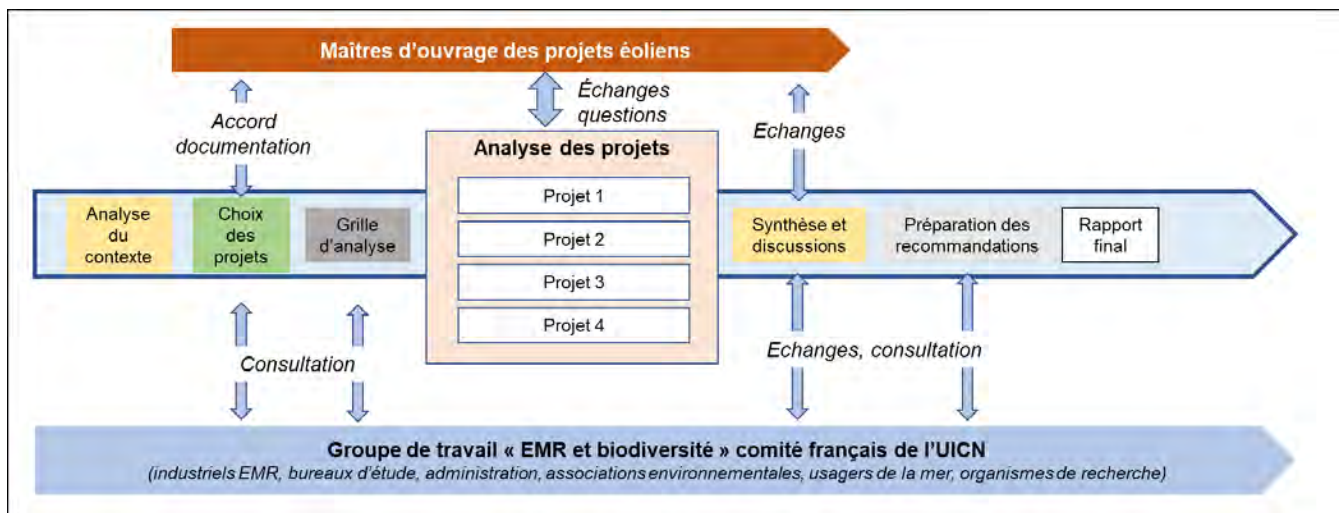 Maîtres d'ouvrage des projets éoliens
Accord
documentation
Échanges
questions
Echanges
Analyse des projets
Projet 1
Projet 2
Projet 3
Projet 4
Analyse
du
contexte
Choix
des
projets
Grille
d'analyse
Synthèse et
discussions
Préparation des
recommandations
Rapport
final
Consultation
Echanges, consultation
Groupe de travail « EMR et biodiversité » comité français de l'UICN
(industriels EMR, bureaux d'étude, administration, associations environnementales, usagers de la mer, organismes de recherche)